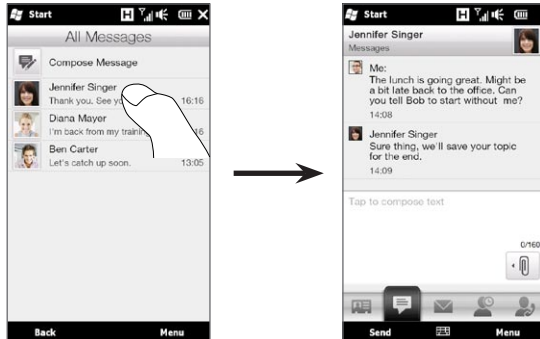 Start
H
All Messages
Compose Message
Jennifer Singer
Thank you. See 16:16
Diana Mayer
I'm back from my training 16
Ben Carter
Let's catch up soon. 13:05
Back Menu
Start
H
Jennifer Singer
Messages
Me:
The lunch is going great. Might be
a bit late back to the office. Can
you tell Bob to start without me?
14:08
Jennifer Singer
Sure thing, we'll save your topic
for the end.
14:09
Tap to compose text
0/160
Send Menu